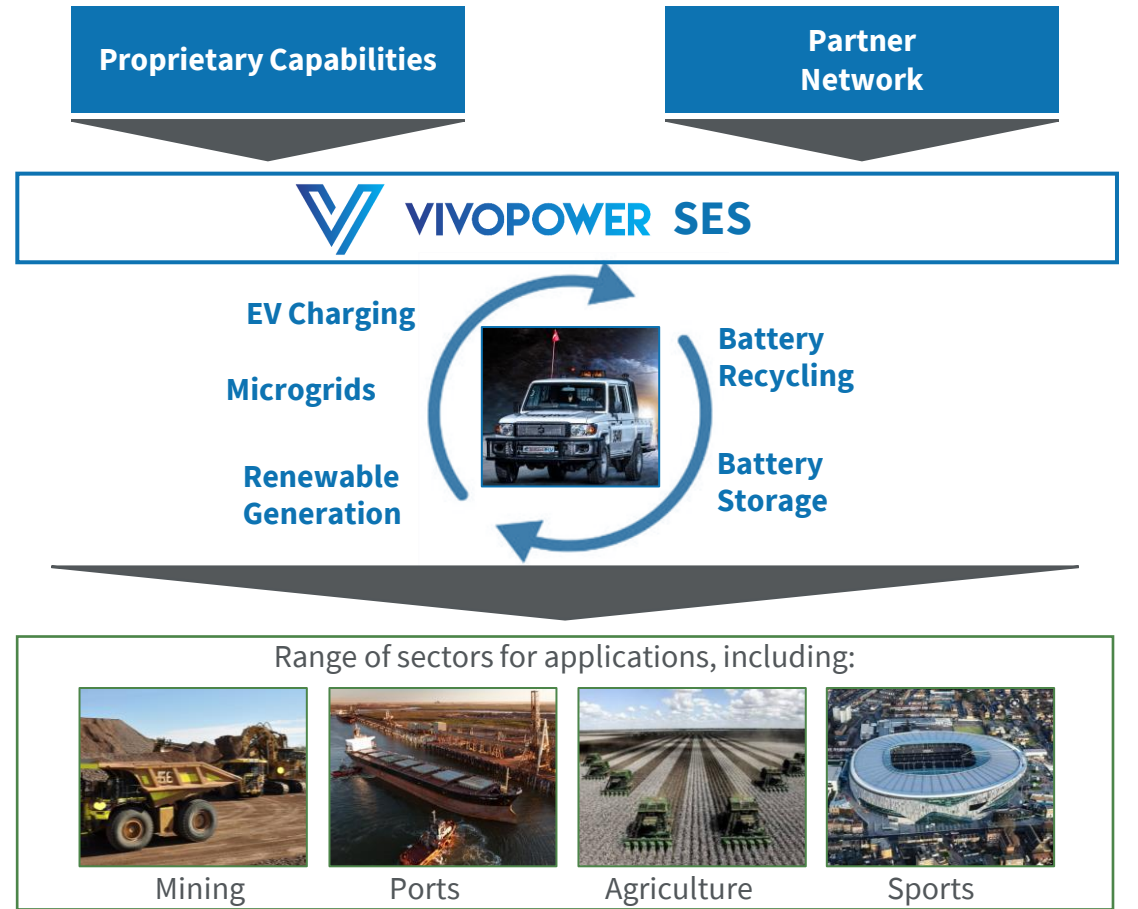 Proprietary Capabilities
Partner
Network
VIVOPOWER SES
EV Charging
Microgrids
Renewable
Generation
Battery
Recycling
Battery
Storage
Range of sectors for applications, including:
Mining
Ports
Agriculture
Sports